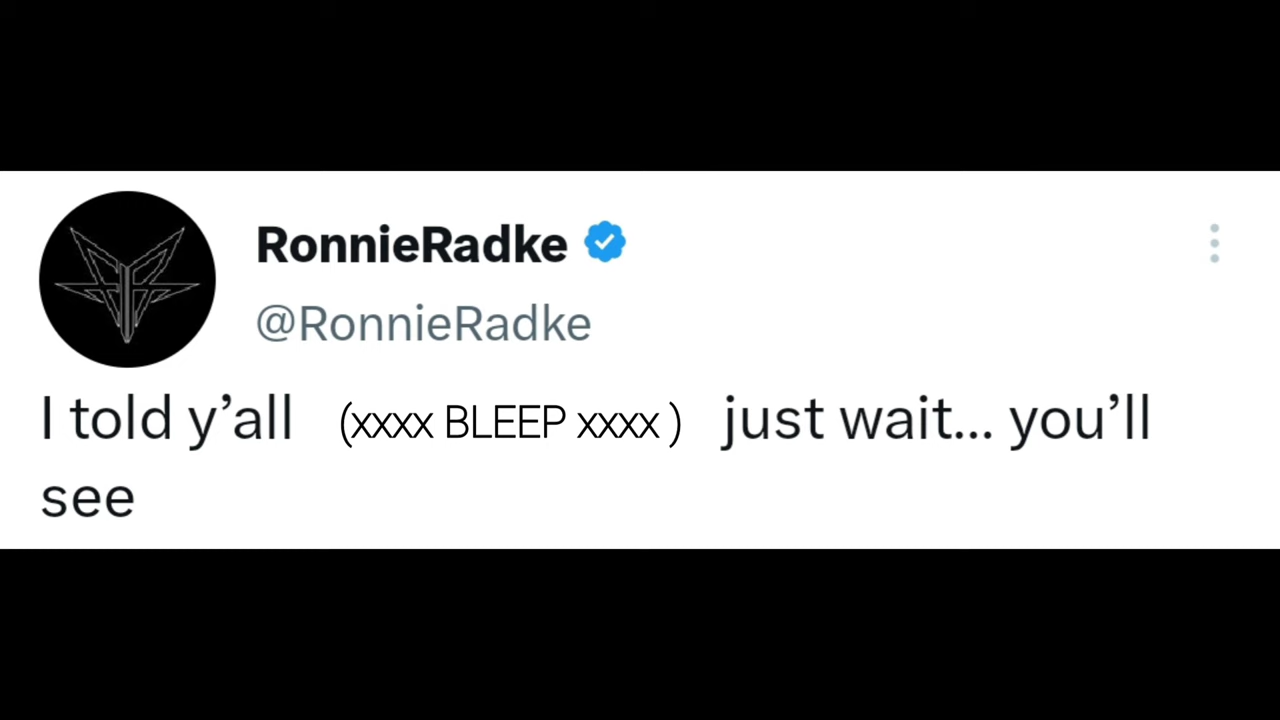 RonnieRadke
@RonnieRadke
I told y’all (xxxx BLEEP xxxx ) just wait... you’ll
see